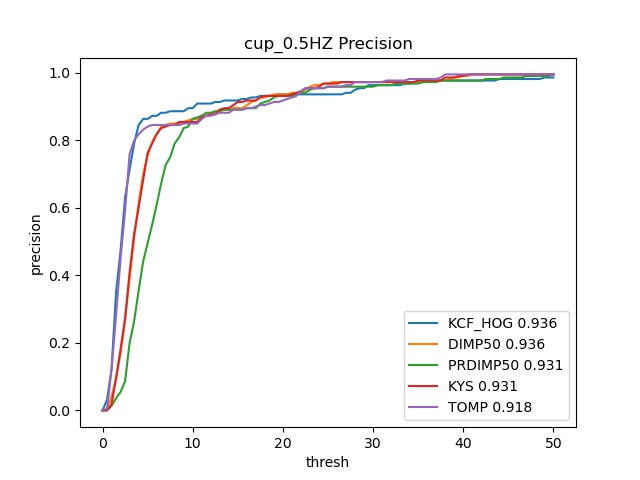 cup_0.5HZ Precision
precision
1.0
0.8
0.6
0.4
0.2
0.0
KCF_HOG 0.936
DIMP50 0.936
PRDIMP50 0.931
KYS 0.931
TOMP 0.918
0 10 20 30 40 50
thresh